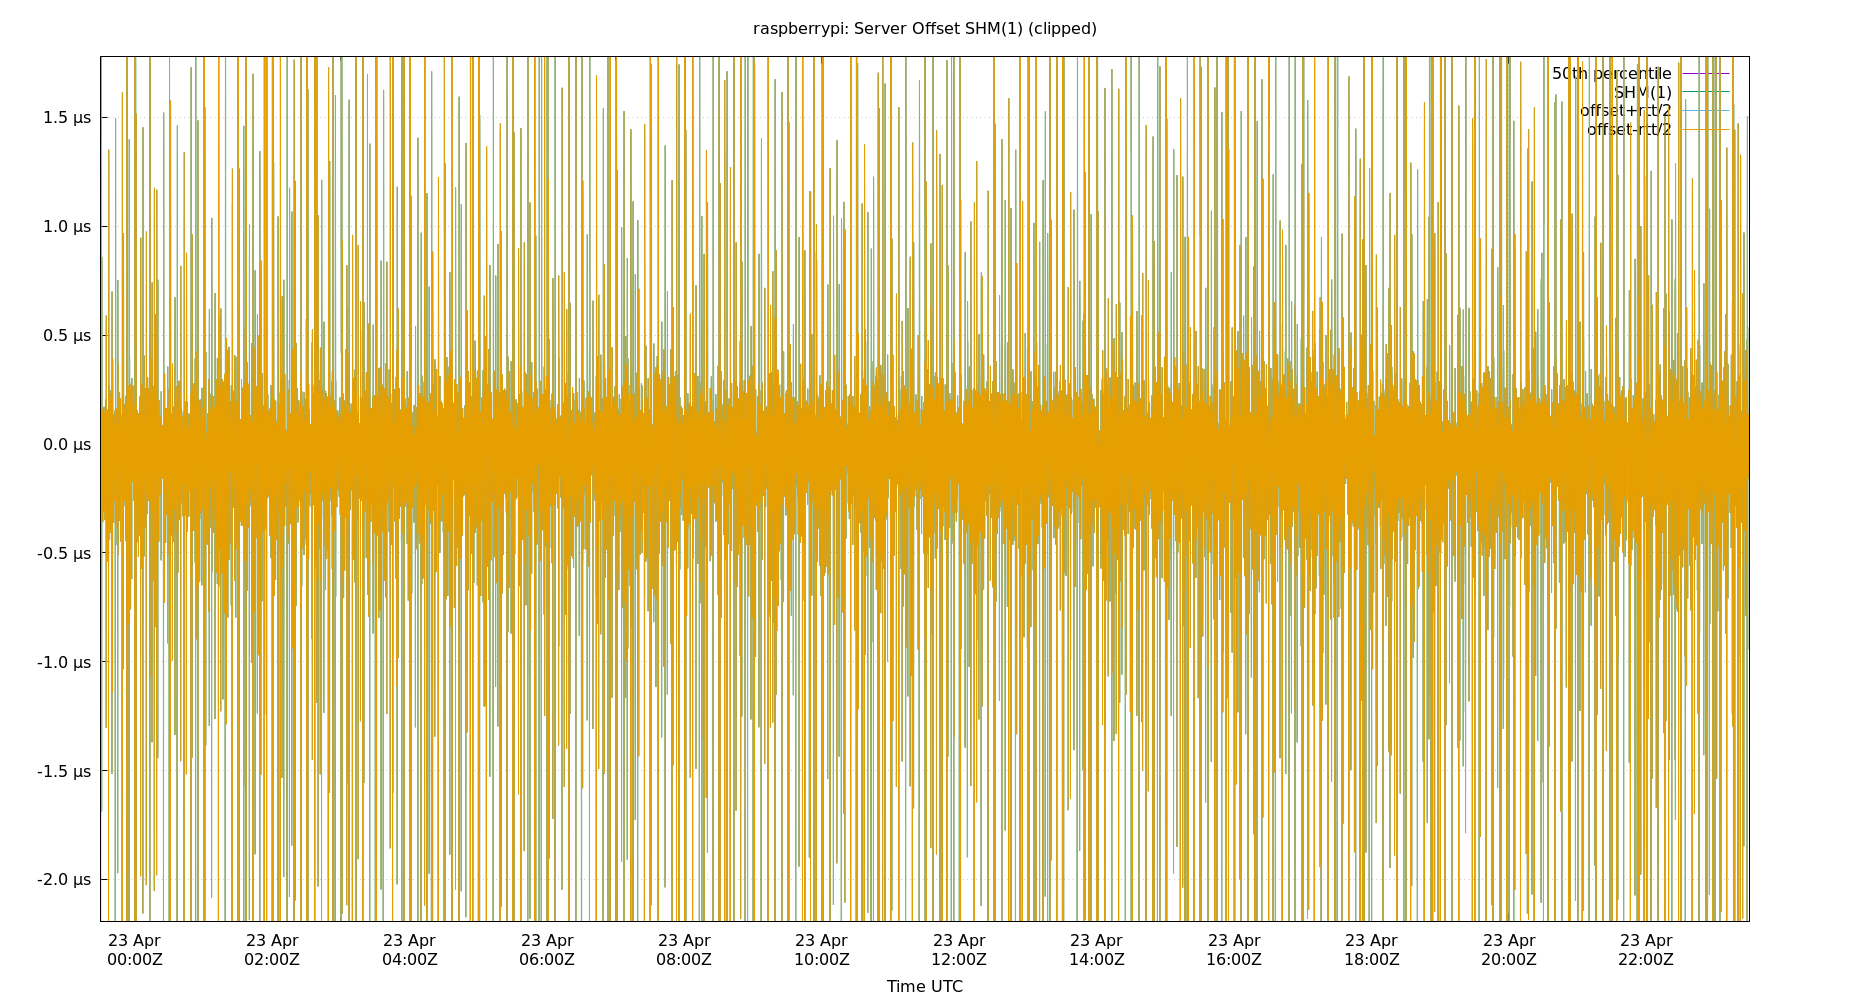 raspberrypi: Server Offset SHM(1) (clipped)
50th percentile
SHM(1)
offset+rtt/2
offset-rtt/2
1.5 µs
1.0 µs
0.5 µs
0.0 µs
-0.5 µs
-1.0 µs
-1.5 µs
-2.0 µs
23 Apr 23 Apr 23 Apr 23 Apr 23 Apr 23 Apr 23 Apr 23 Apr 23 Apr 23 Apr 23 Apr 23 Apr
00:00Z 02:00Z 04:00Z 06:00Z 08:00Z 10:00Z 12:00Z 14:00Z 16:00Z 18:00Z 20:00Z 22:00Z
Time UTC